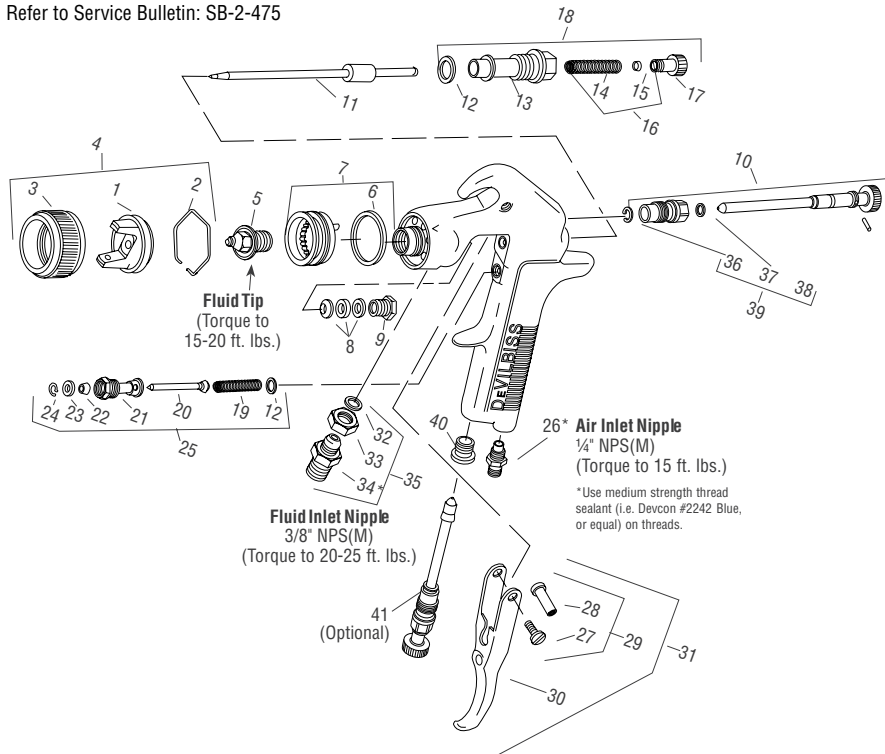 Refer to Service Bulletin: SB-2-475
18
11
12
13
14
15
17
16
4
3
1
2
5
7
6
10
36
37
38
39
Fluid Tip
(Torque to
15-20 ft. lbs.)
8
9
DEVILBISS
24
23
22
21
20
19
12
25
32
33
34*
35
40
26* Air Inlet Nipple
¼" NPS(M)
(Torque to 15 ft. lbs.)
*Use medium strength thread
sealant (i.e. Devcon #2242 Blue,
or equal) on threads.
Fluid Inlet Nipple
3/8" NPS(M)
(Torque to 20-25 ft. lbs.)
41
(Optional)
28
27
29
31
30